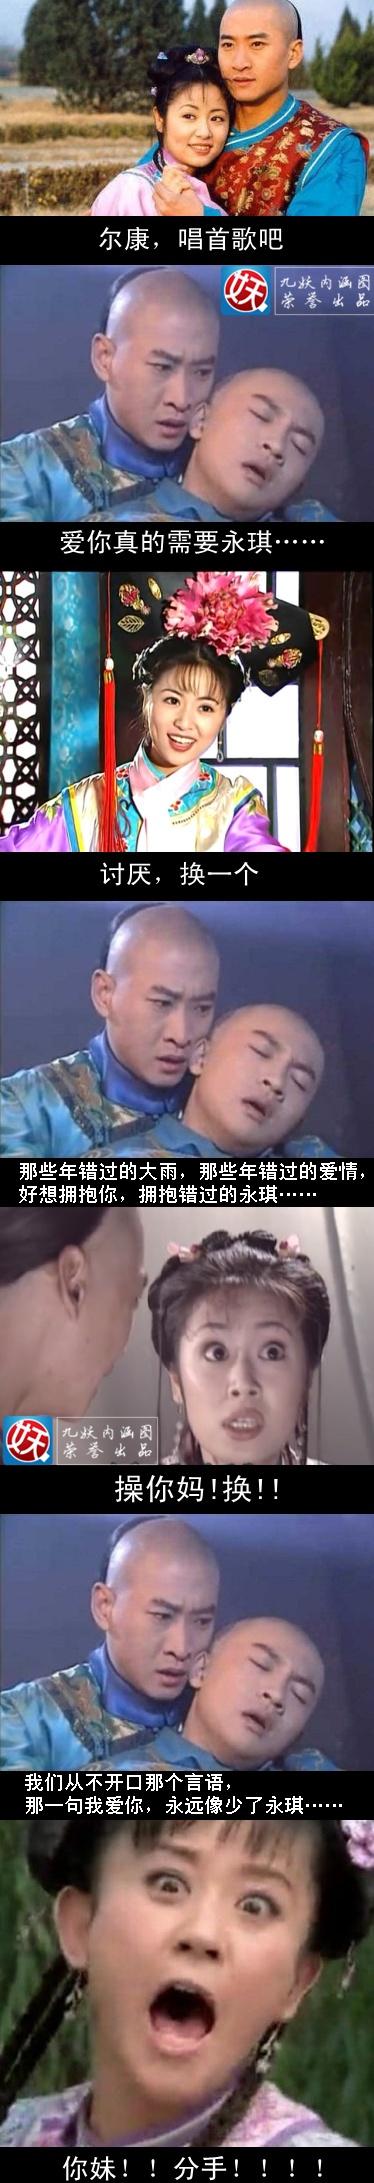 尔康，唱首歌吧
妖
九妖内涵图
荣誉出品
爱你真的需要永琪……
讨厌，换一个
那些年错过的大雨，那些年错过的爱情，
好想拥抱你，拥抱错过的永琪……
妖
九妖内涵图
荣誉出品
操你妈！换！！
我们从不开口那个言语，
那一句我爱你，永远像少了永琪……
你妹！！分手！！！！